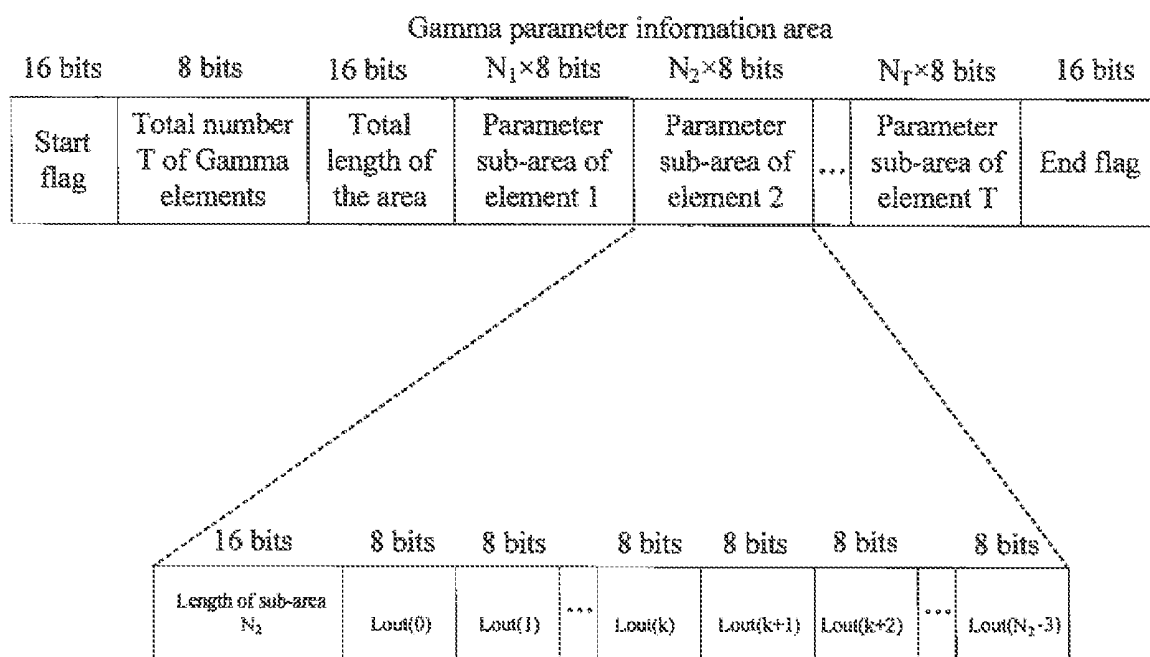 Gamma parameter information area
16 bits 8 bits 16 bits N₁×8 bits N₂×8 bits N_T×8 bits 16 bits
Start flag
Total number T of Gamma elements
Total length of the area
Parameter sub-area of element 1
Parameter sub-area of element 2
...
Parameter sub-area of element T
End flag
16 bits 8 bits 8 bits 8 bits 8 bits 8 bits 8 bits
Length of sub-area N₂
Lout(0) Lout(1) ... Lout(k) Lout(k+1) Lout(k+2) ... Lout(N₂-3)